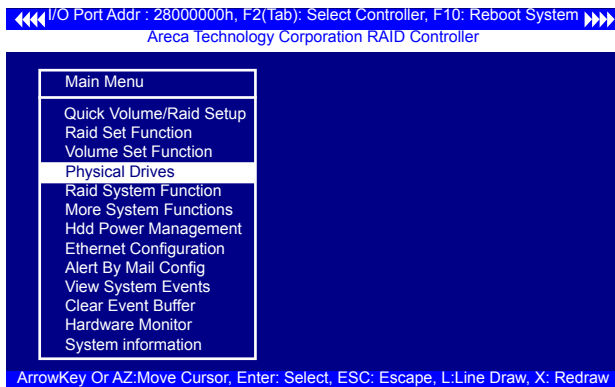 I/O Port Addr : 28000000h, F2(Tab): Select Controller, F10: Reboot System
Areca Technology Corporation RAID Controller
Main Menu
Quick Volume/Raid Setup
Raid Set Function
Volume Set Function
Physical Drives
Raid System Function
More System Functions
Hdd Power Management
Ethernet Configuration
Alert By Mail Config
View System Events
Clear Event Buffer
Hardware Monitor
System information
ArrowKey Or AZ:Move Cursor, Enter: Select, ESC: Escape, L:Line Draw, X: Redraw